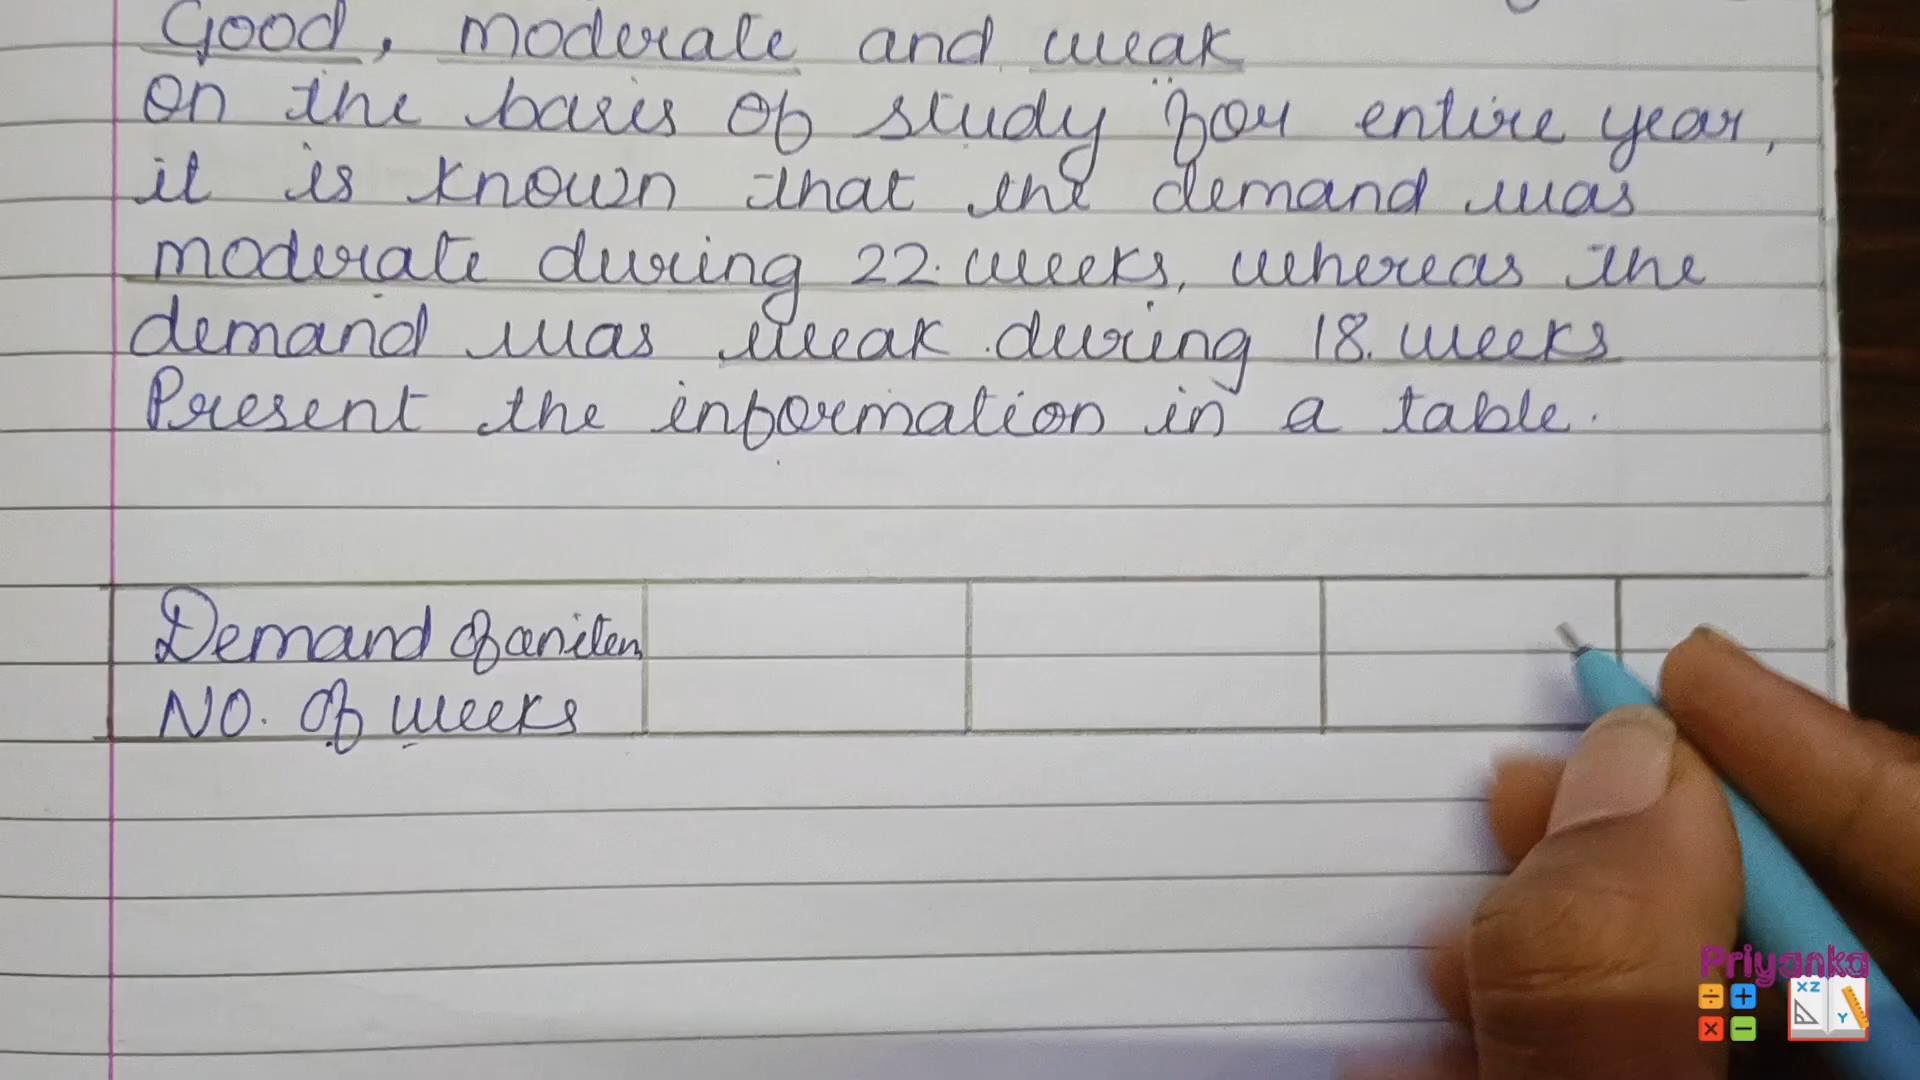 Good, moderate and weak
on the basis of study for entire year,
it is known that the demand was
moderate during 22 weeks, whereas the
demand was weak during 18 weeks
Present the information in a table.
Demand of an item
NO. of weeks
Priyanka
XZ
Y